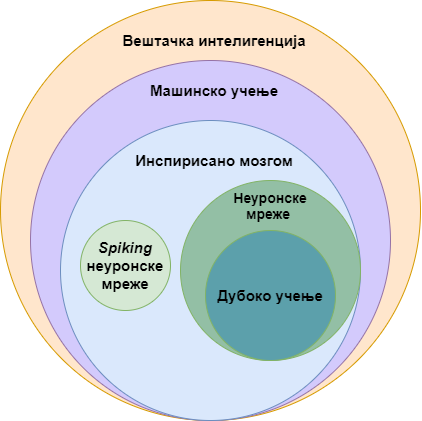 Вештачка интелигенција
Машинско учење
Инспирисано мозгом
Неуронске
мреже
Spiking
неуронске
мреже
Дубоко учење